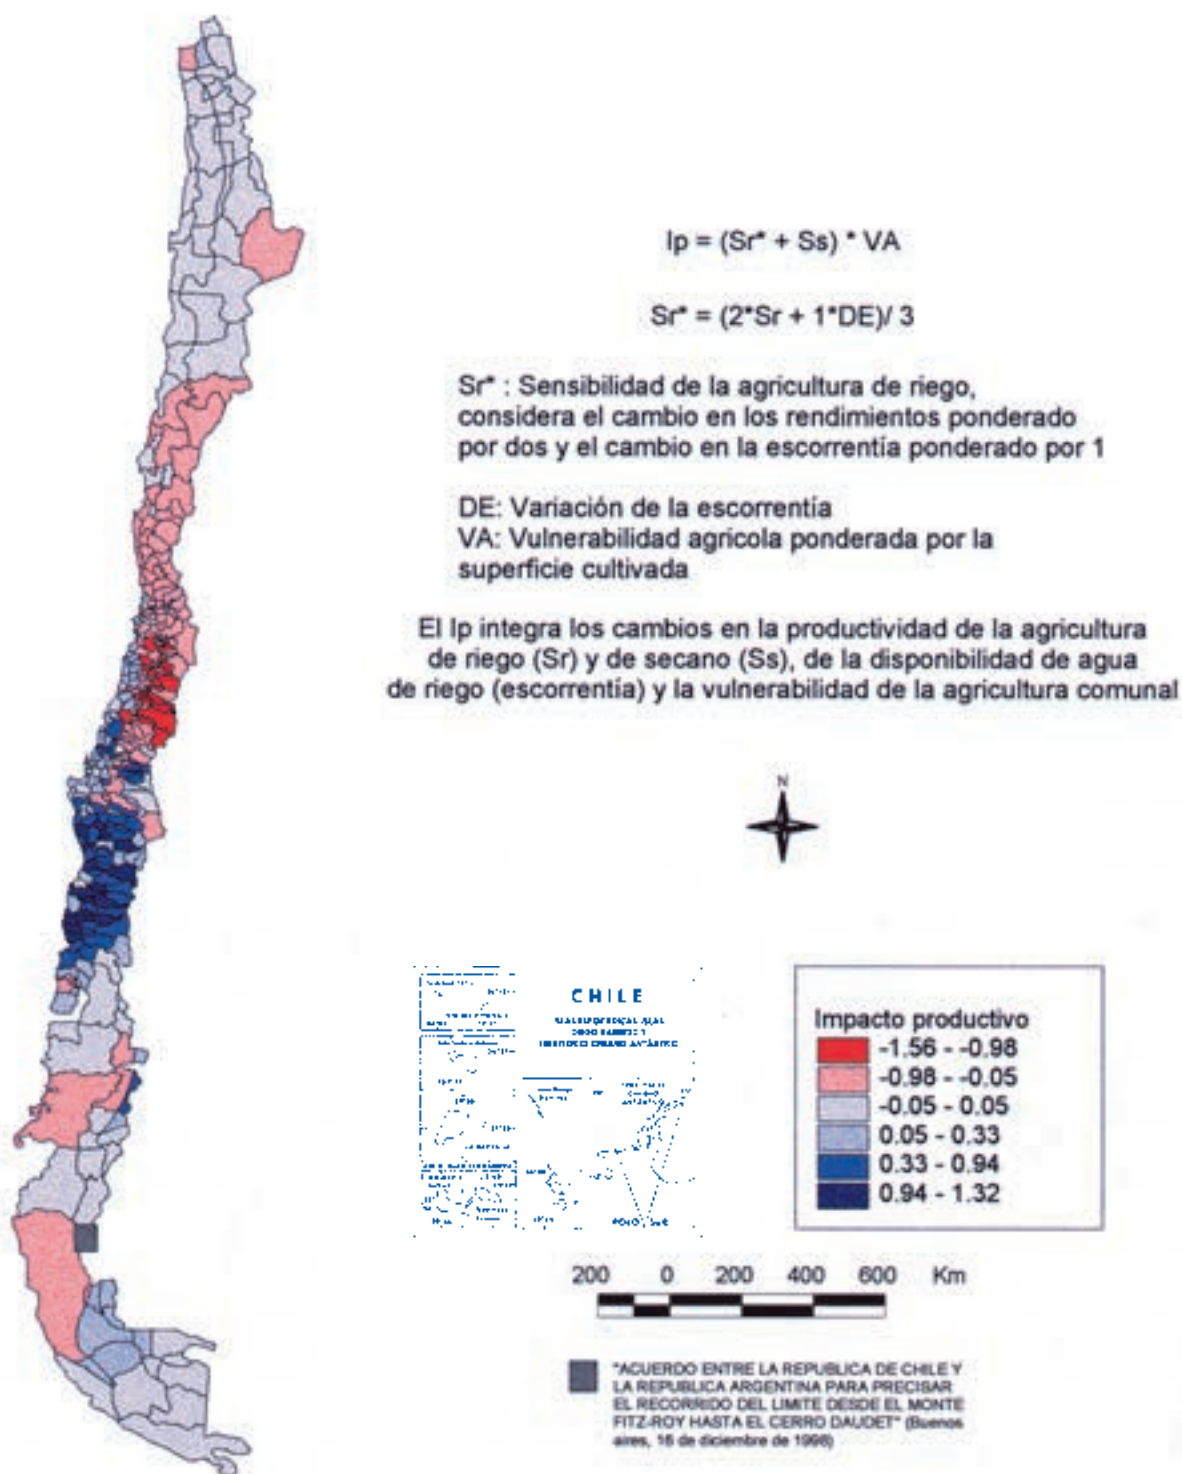 Ip = (Sr* + Ss) * VA
Sr* = (2*Sr + 1*DE)/ 3
Sr* : Sensibilidad de la agricultura de riego,
considera el cambio en los rendimientos ponderado
por dos y el cambio en la escorrentía ponderado por 1
DE: Variación de la escorrentía
VA: Vulnerabilidad agrícola ponderada por la
superficie cultivada
El Ip integra los cambios en la productividad de la agricultura
de riego (Sr) y de secano (Ss), de la disponibilidad de agua
de riego (escorrentía) y la vulnerabilidad de la agricultura comunal
N
CHILE
POLO SUR
Impacto productivo
-1.56 - -0.98
-0.98 - -0.05
-0.05 - 0.05
0.05 - 0.33
0.33 - 0.94
0.94 - 1.32
200 0 200 400 600 Km
"ACUERDO ENTRE LA REPUBLICA DE CHILE Y
LA REPUBLICA ARGENTINA PARA PRECISAR
EL RECORRIDO DEL LIMITE DESDE EL MONTE
FITZ-ROY HASTA EL CERRO DAUDET" (Buenos
aires, 16 de diciembre de 1998)